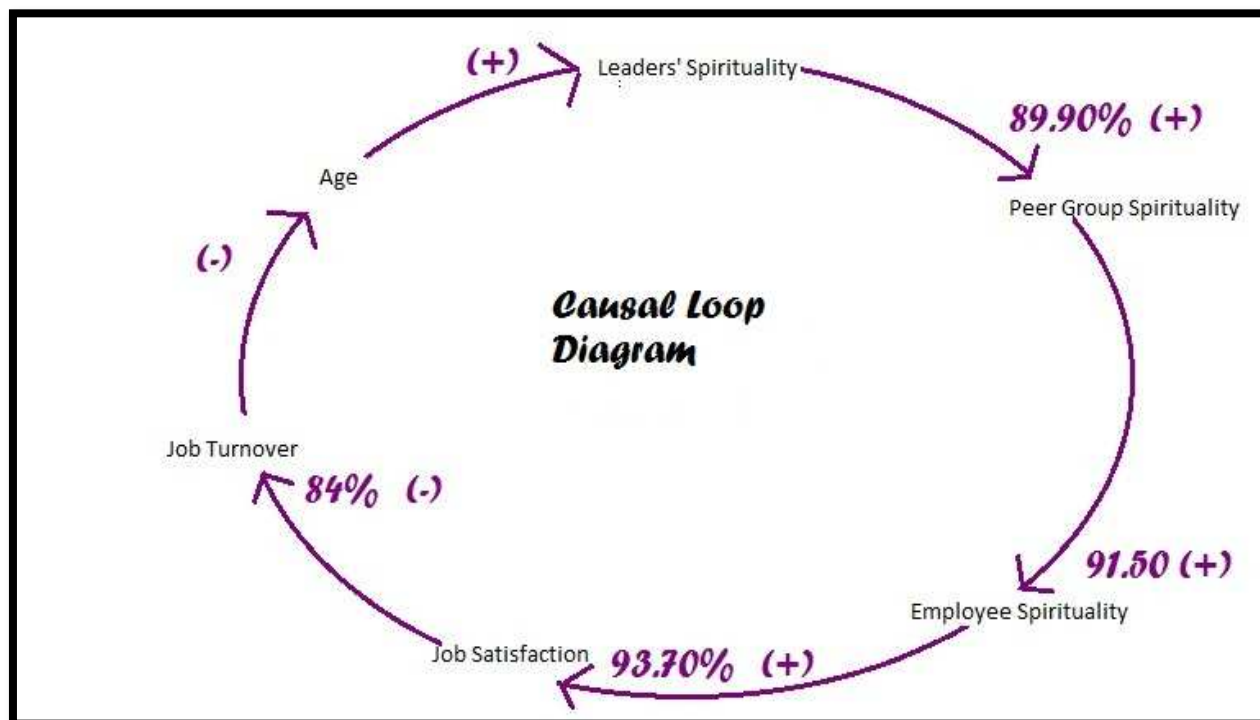 (+)
Leaders' Spirituality
89.90% (+)
Peer Group Spirituality
Age
(-)
Causal Loop
Diagram
Job Turnover
84% (-)
91.50 (+)
Employee Spirituality
Job Satisfaction
93.70% (+)